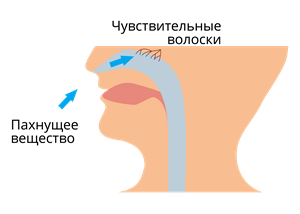 Чувствительные
волоски
Пахнущее
вещество